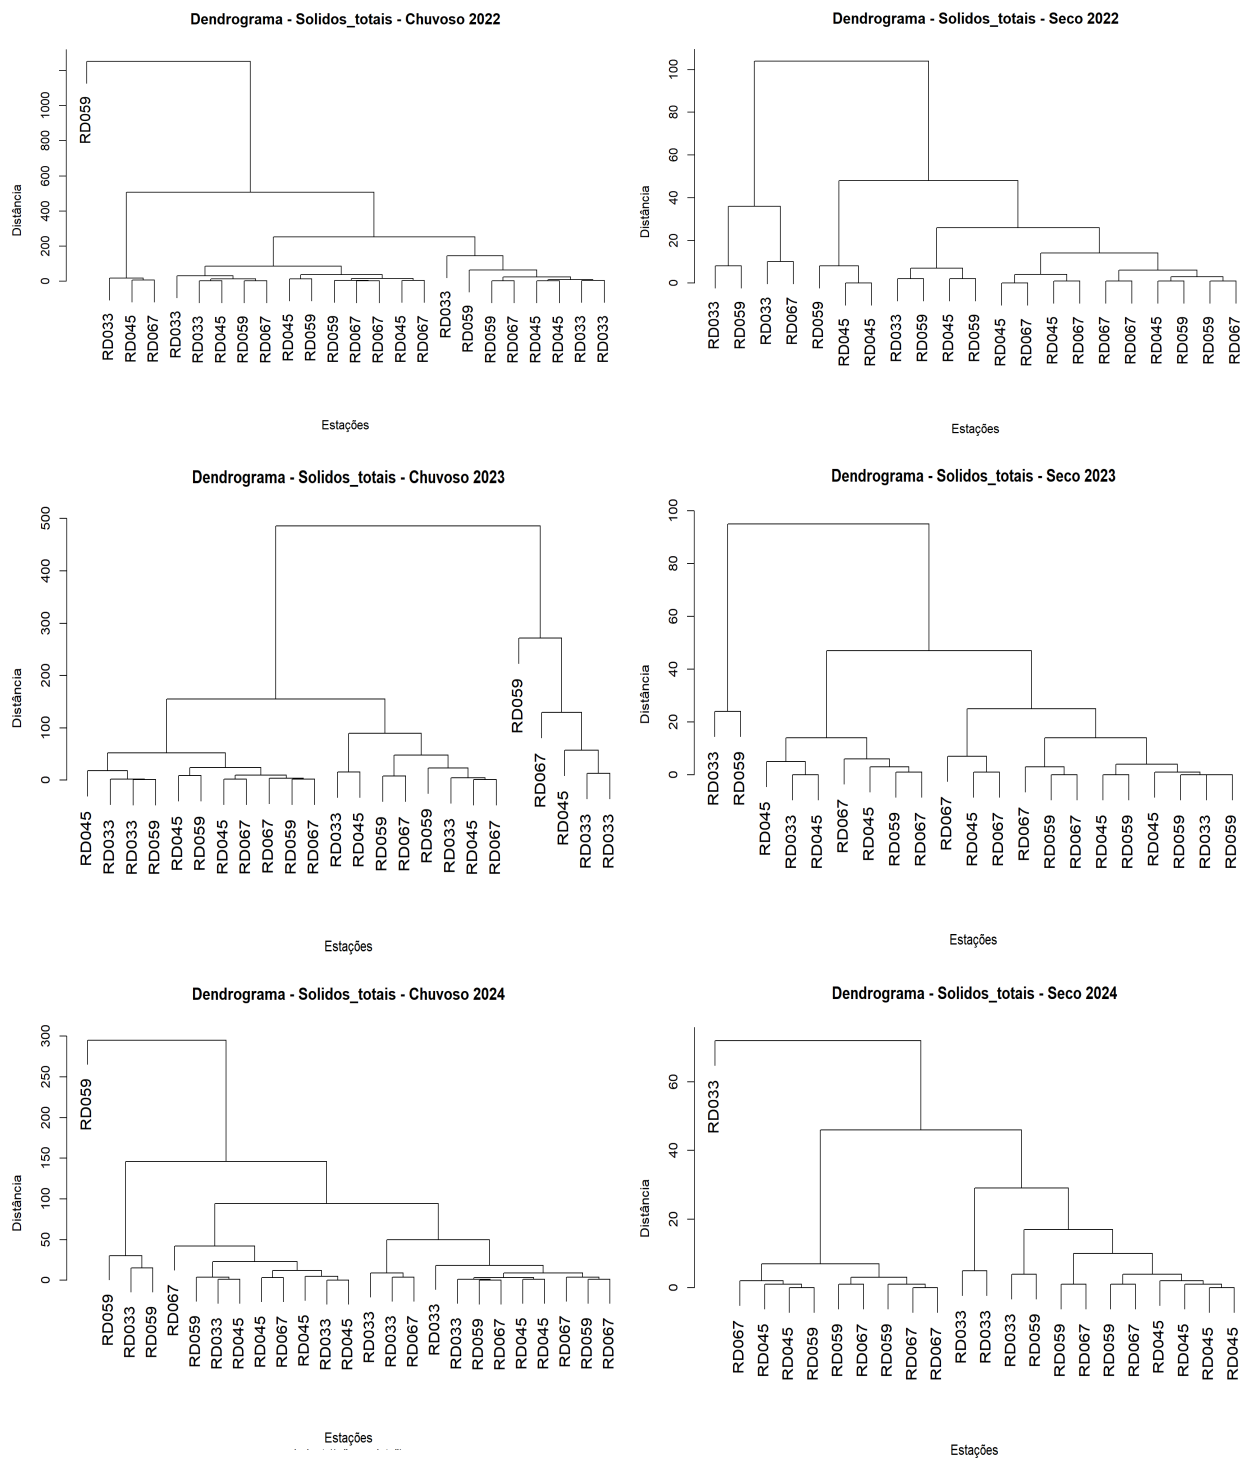 Dendrograma - Solidos_totais - Chuvoso 2022
Distância
1000
800
600
400
200
0
RD059 RD033 RD045 RD067 RD033 RD033 RD045 RD059 RD067 RD045 RD059 RD059 RD067 RD067 RD045 RD067 RD033 RD059 RD059 RD067 RD045 RD045 RD033 RD033
Estações
Dendrograma - Solidos_totais - Seco 2022
Distância
100
80
60
40
20
0
RD033 RD059 RD033 RD067 RD059 RD045 RD045 RD033 RD059 RD045 RD059 RD045 RD067 RD045 RD067 RD067 RD067 RD045 RD059 RD059 RD067
Estações
Dendrograma - Solidos_totais - Chuvoso 2023
Distância
500
400
300
200
100
0
RD045 RD033 RD033 RD059 RD045 RD059 RD045 RD067 RD067 RD059 RD067 RD033 RD045 RD059 RD067 RD059 RD033 RD045 RD067 RD059 RD067 RD045 RD033 RD033
Estações
Dendrograma - Solidos_totais - Seco 2023
Distância
100
80
60
40
20
0
RD033 RD059 RD045 RD033 RD045 RD067 RD045 RD059 RD067 RD067 RD045 RD067 RD067 RD059 RD067 RD045 RD059 RD045 RD059 RD033 RD059
Estações
Dendrograma - Solidos_totais - Chuvoso 2024
Distância
300
250
200
150
100
50
0
RD059 RD059 RD033 RD059 RD067 RD059 RD033 RD045 RD045 RD067 RD045 RD033 RD045 RD033 RD033 RD067 RD033 RD033 RD059 RD067 RD045 RD045 RD067 RD059 RD067
Estações
Dendrograma - Solidos_totais - Seco 2024
Distância
60
40
20
0
RD033 RD067 RD045 RD045 RD059 RD059 RD067 RD059 RD067 RD067 RD033 RD033 RD033 RD059 RD059 RD067 RD059 RD067 RD045 RD045 RD045 RD045
Estações